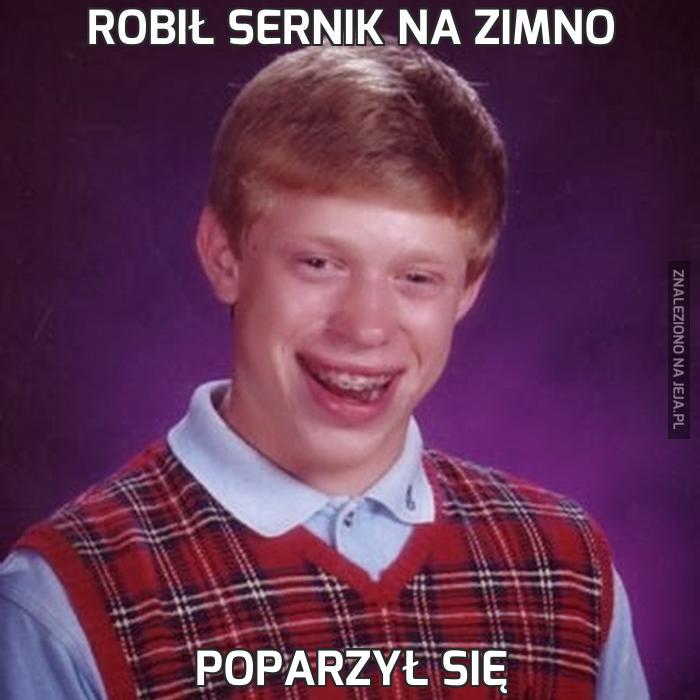 ROBIŁ SERNIK NA ZIMNO
ZNALEZIONO NA JEJA.PL
POPARZYŁ SIĘ